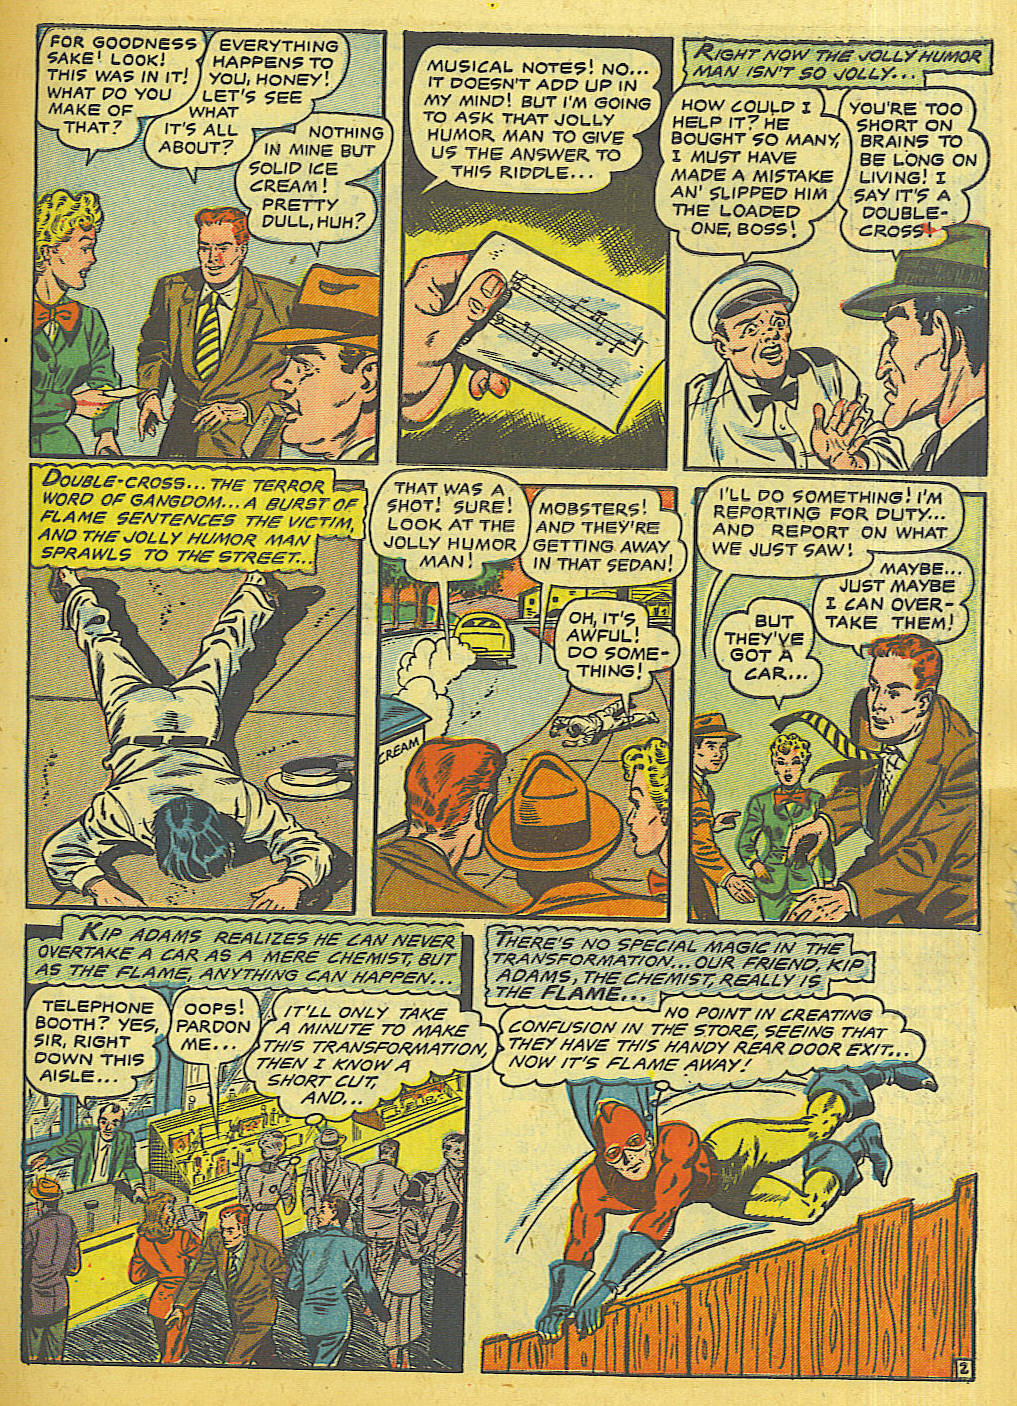 FOR GOODNESS
SAKE! LOOK!
THIS WAS IN IT!
WHAT DO YOU
MAKE OF
THAT?
EVERYTHING
HAPPENS TO
YOU, HONEY!
LET'S SEE
WHAT
IT'S ALL
ABOUT?
NOTHING
IN MINE BUT
SOLID ICE
CREAM!
PRETTY
DULL, HUH?
MUSICAL NOTES! NO...
IT DOESN'T ADD UP IN
MY MIND! BUT I'M GOING
TO ASK THAT JOLLY
HUMOR MAN TO GIVE
US THE ANSWER TO
THIS RIDDLE...
RIGHT NOW THE JOLLY HUMOR
MAN ISN'T SO JOLLY...
HOW COULD I
HELP IT? HE
BOUGHT SO MANY,
I MUST HAVE
MADE A MISTAKE
AN' SLIPPED HIM
THE LOADED
ONE, BOSS!
YOU'RE TOO
SHORT ON
BRAINS TO
BE LONG ON
LIVING! I
SAY IT'S A
DOUBLE-
CROSS!
DOUBLE-CROSS... THE TERROR
WORD OF GANGDOM... A BURST OF
FLAME SENTENCES THE VICTIM,
AND THE JOLLY HUMOR MAN
SPRAWLS TO THE STREET...
THAT WAS A
SHOT! SURE!
LOOK AT THE
JOLLY HUMOR
MAN!
MOBSTERS!
AND THEY'RE
GETTING AWAY
IN THAT SEDAN!
OH, IT'S
AWFUL!
DO SOME-
THING!
CREAM
I'LL DO SOMETHING! I'M
REPORTING FOR DUTY...
AND REPORT ON WHAT
WE JUST SAW!
BUT
THEY'VE
GOT A
CAR...
MAYBE...
JUST MAYBE
I CAN OVER-
TAKE THEM!
KIP ADAMS REALIZES HE CAN NEVER
OVERTAKE A CAR AS A MERE CHEMIST, BUT
AS THE FLAME, ANYTHING CAN HAPPEN...
TELEPHONE
BOOTH? YES,
SIR, RIGHT
DOWN THIS
AISLE...
OOPS!
PARDON
ME...
IT'LL ONLY TAKE
A MINUTE TO MAKE
THIS TRANSFORMATION,
THEN I KNOW A
SHORT CUT,
AND...
THERE'S NO SPECIAL MAGIC IN THE
TRANSFORMATION... OUR FRIEND, KIP
ADAMS, THE CHEMIST, REALLY IS
THE FLAME...
NO POINT IN CREATING
CONFUSION IN THE STORE, SEEING THAT
THEY HAVE THIS HANDY REAR DOOR EXIT...
NOW IT'S FLAME AWAY!
2